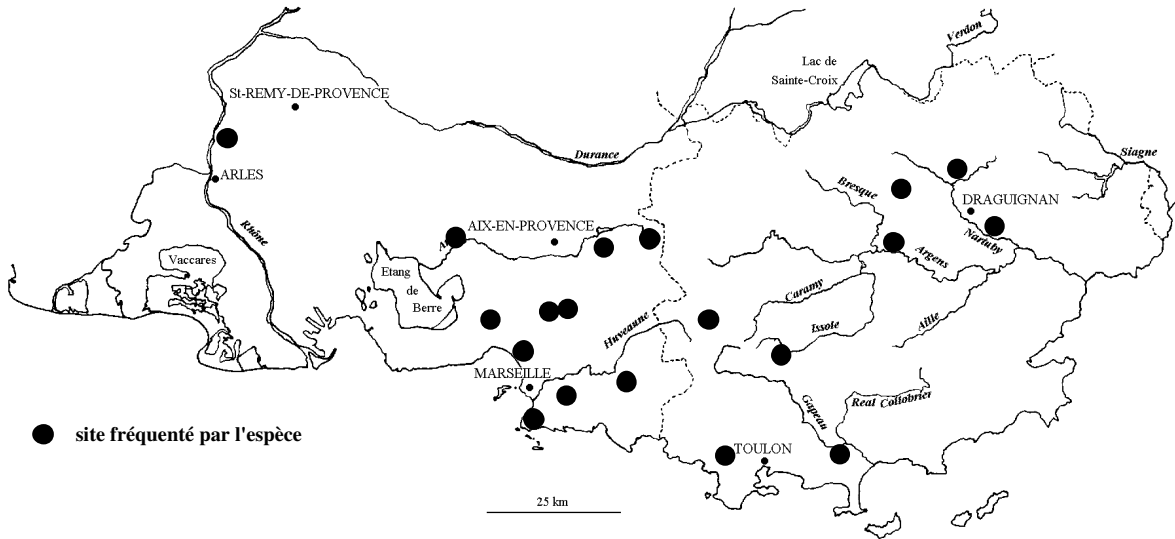 Verdon
Lac de
Sainte-Croix
St-REMY-DE-PROVENCE
Durance
Siagne
ARLES
Bresque
DRAGUIGNAN
Rhône
AIX-EN-PROVENCE
Nartuby
Argens
Vaccares
Etang
de
Berre
Caramy
Huveaune
Issole
Aille
MARSEILLE
Gapeau
Real Collobrier
site fréquenté par l'espèce
TOULON
25 km